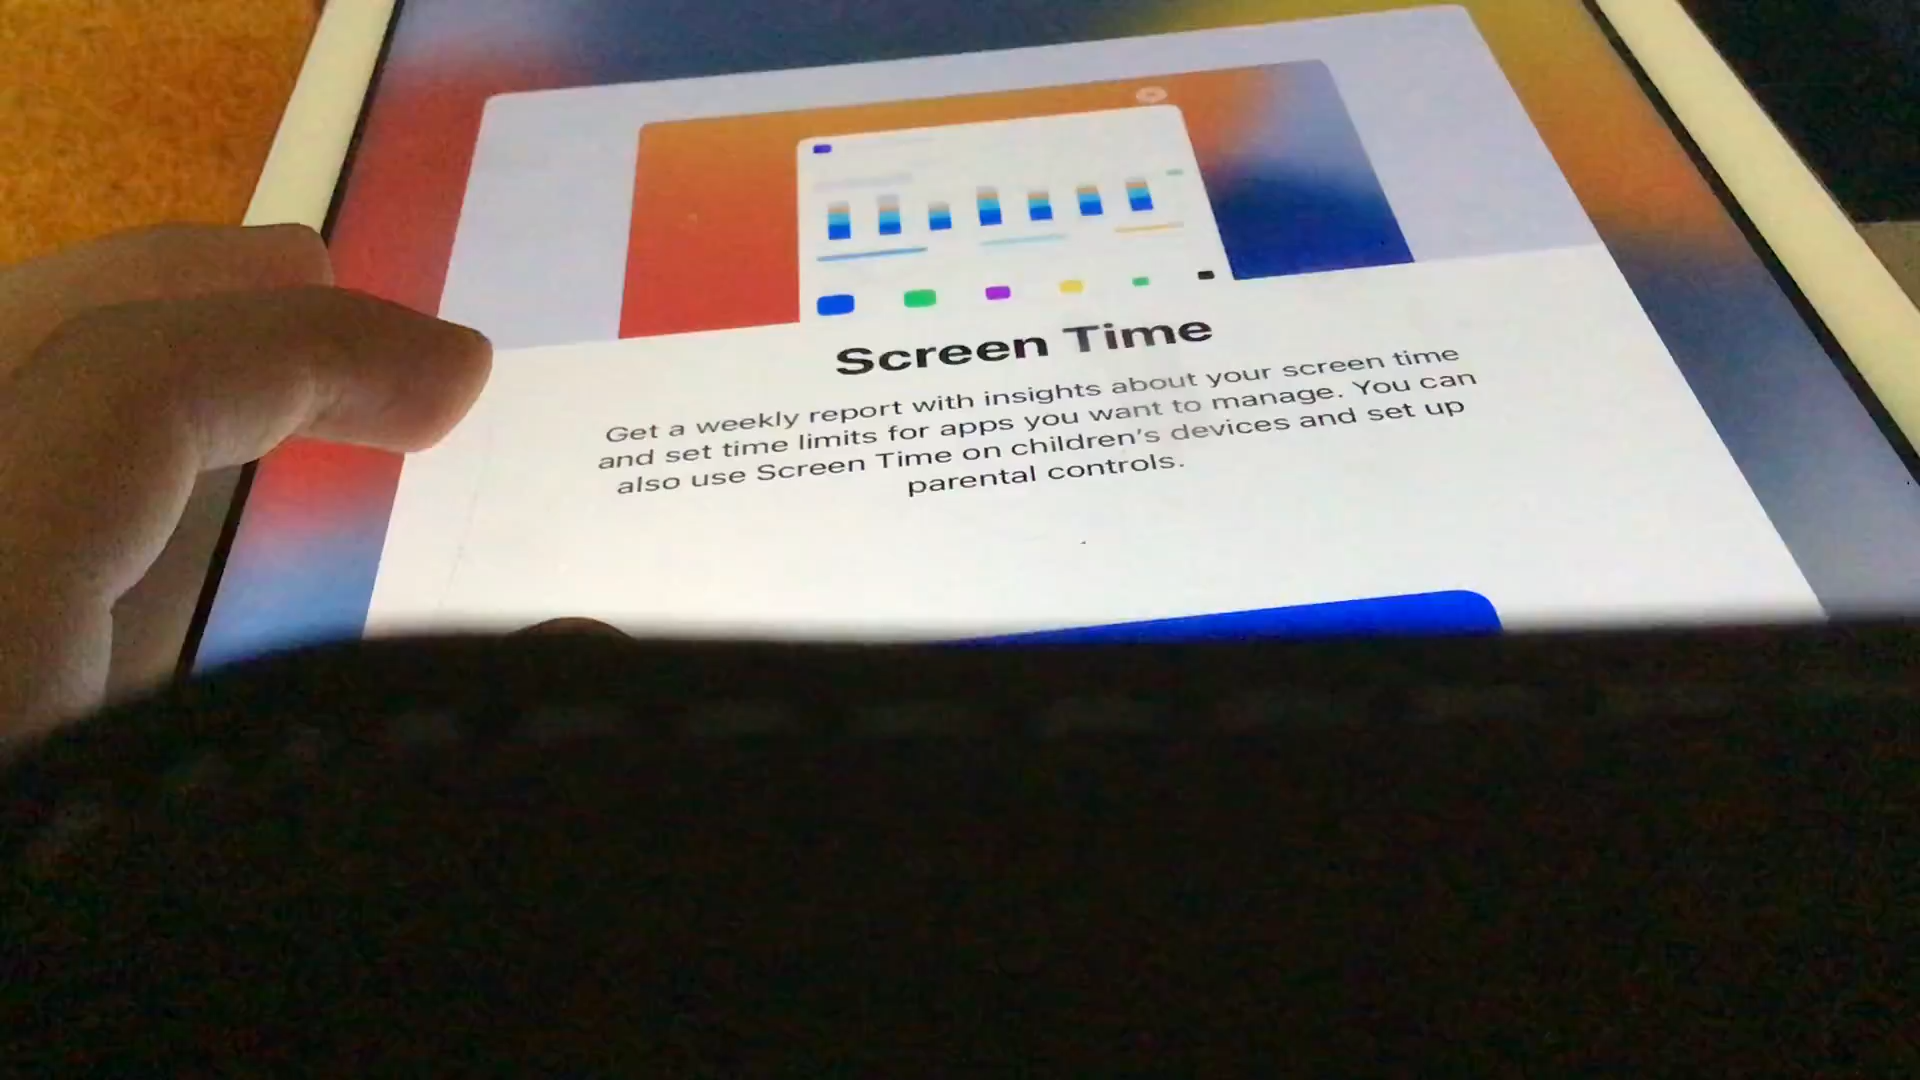 Screen Time
Get a weekly report with insights about your screen time
and set time limits for apps you want to manage. You can
also use Screen Time on children's devices and set up
parental controls.